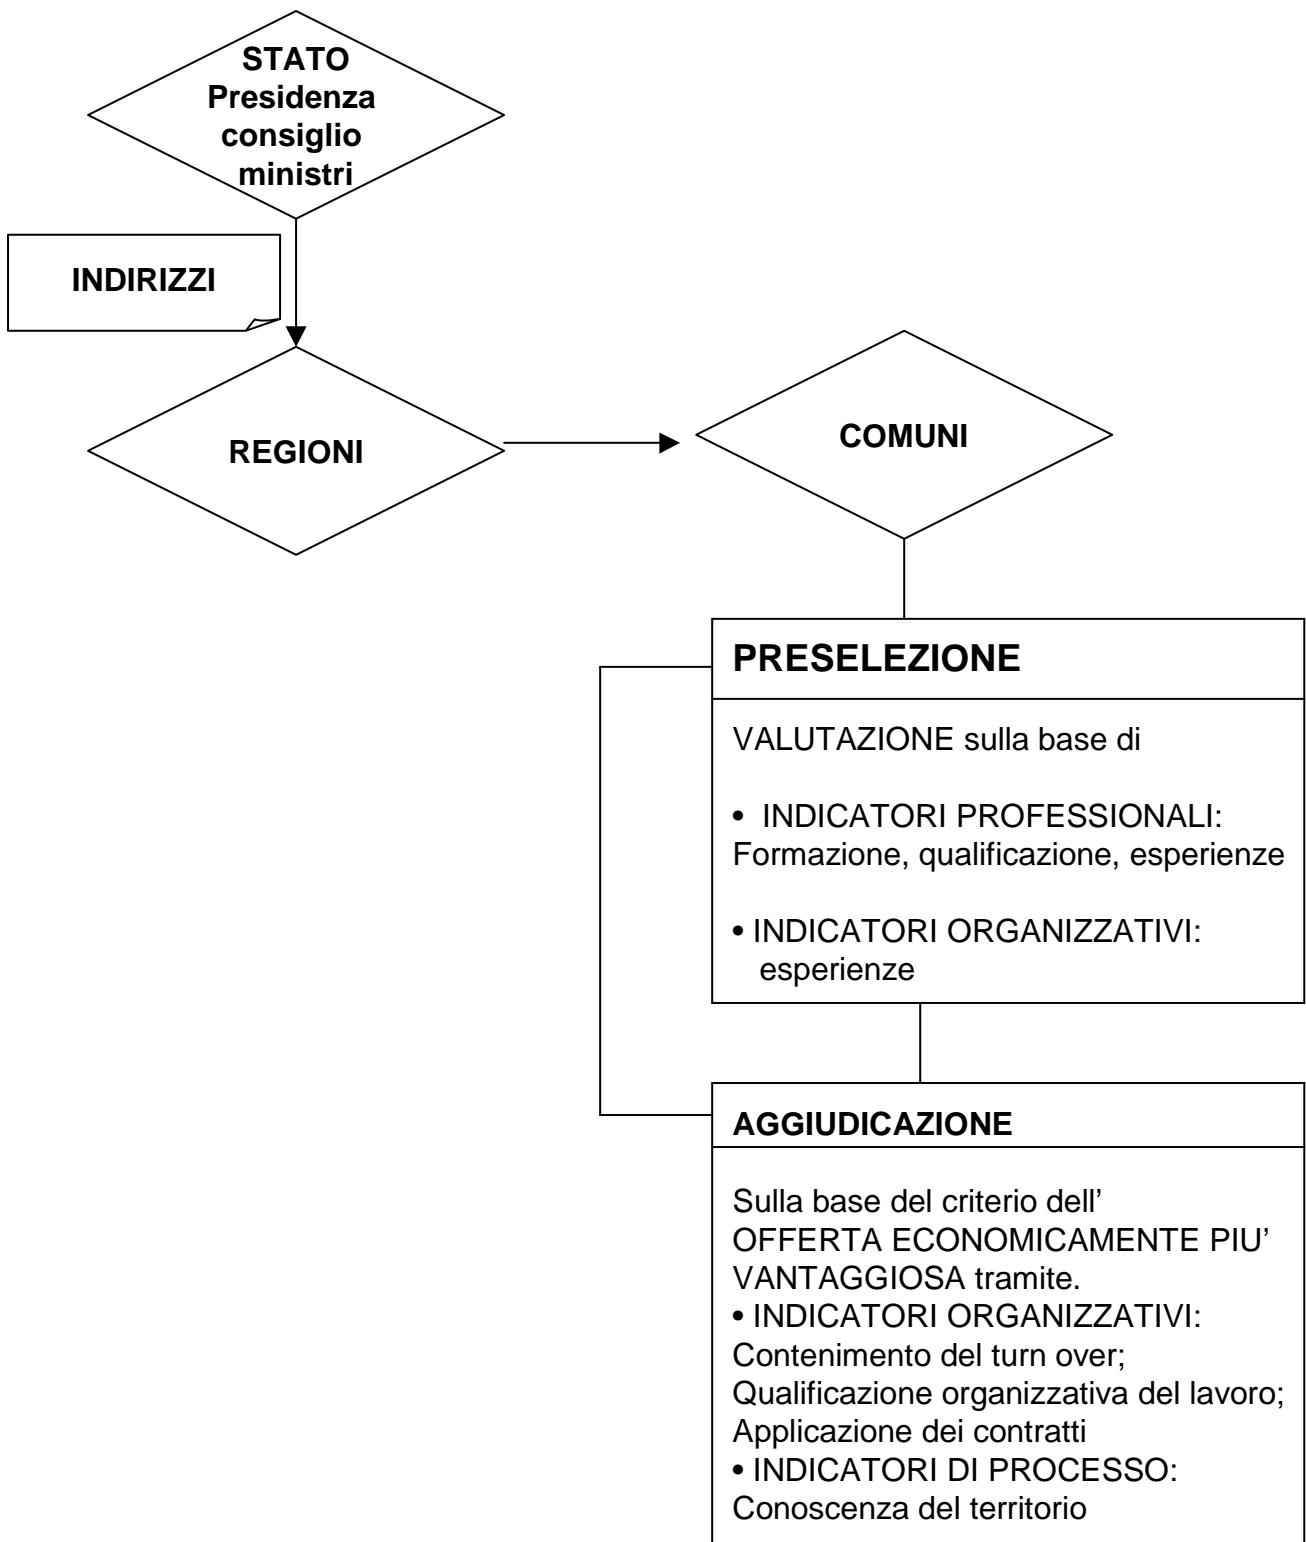 STATO
Presidenza
consiglio
ministri
INDIRIZZI
REGIONI
COMUNI
PRESELEZIONE
VALUTAZIONE sulla base di
• INDICATORI PROFESSIONALI:
Formazione, qualificazione, esperienze
• INDICATORI ORGANIZZATIVI:
esperienze
AGGIUDICAZIONE
Sulla base del criterio dell’
OFFERTA ECONOMICAMENTE PIU’
VANTAGGIOSA tramite.
• INDICATORI ORGANIZZATIVI:
Contenimento del turn over;
Qualificazione organizzativa del lavoro;
Applicazione dei contratti
• INDICATORI DI PROCESSO:
Conoscenza del territorio